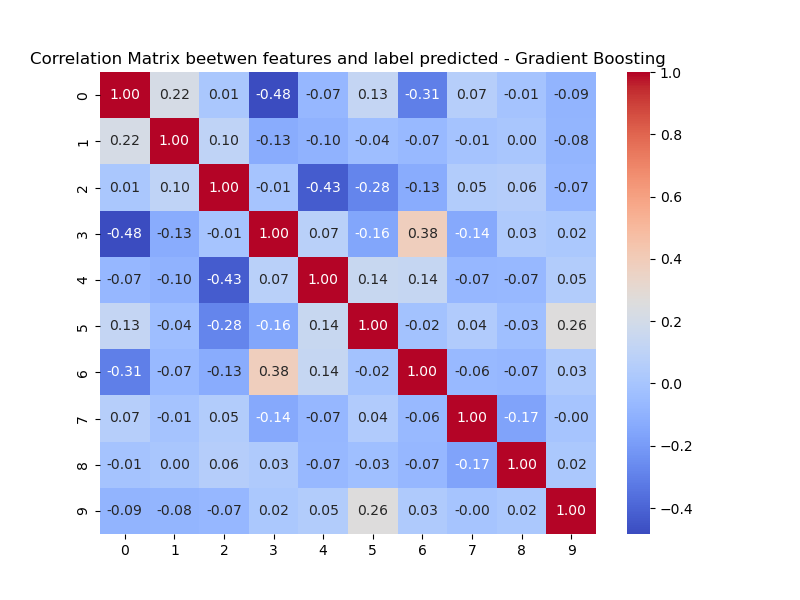 Correlation Matrix beetwen features and label predicted - Gradient Boosting
0 1.00 0.22 0.01 -0.48 -0.07 0.13 -0.31 0.07 -0.01 -0.09
1 0.22 1.00 0.10 -0.13 -0.10 -0.04 -0.07 -0.01 0.00 -0.08
2 0.01 0.10 1.00 -0.01 -0.43 -0.28 -0.13 0.05 0.06 -0.07
3 -0.48 -0.13 -0.01 1.00 0.07 -0.16 0.38 -0.14 0.03 0.02
4 -0.07 -0.10 -0.43 0.07 1.00 0.14 0.14 -0.07 -0.07 0.05
5 0.13 -0.04 -0.28 -0.16 0.14 1.00 -0.02 0.04 -0.03 0.26
6 -0.31 -0.07 -0.13 0.38 0.14 -0.02 1.00 -0.06 -0.07 0.03
7 0.07 -0.01 0.05 -0.14 -0.07 0.04 -0.06 1.00 -0.17 -0.00
8 -0.01 0.00 0.06 0.03 -0.07 -0.03 -0.07 -0.17 1.00 0.02
9 -0.09 -0.08 -0.07 0.02 0.05 0.26 0.03 -0.00 0.02 1.00
0 1 2 3 4 5 6 7 8 9
1.0
0.8
0.6
0.4
0.2
0.0
−0.2
−0.4